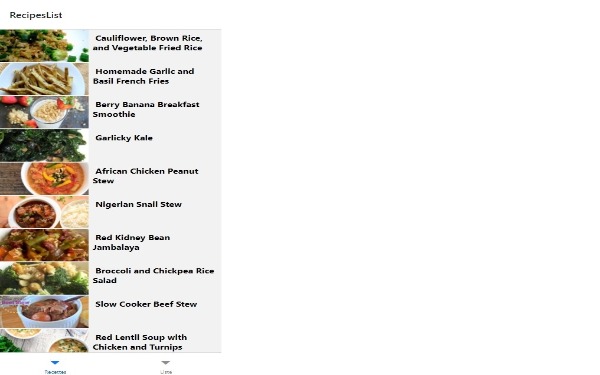 RecipesList
Cauliflower, Brown Rice,
and Vegetable Fried Rice
Homemade Garlic and
Basil French Fries
Berry Banana Breakfast
Smoothie
Garlicky Kale
African Chicken Peanut
Stew
Nigerian Snail Stew
Red Kidney Bean
Jambalaya
Broccoli and Chickpea Rice
Salad
Slow Cooker Beef Stew
Red Lentil Soup with
Chicken and Turnips
Recettes
Liste